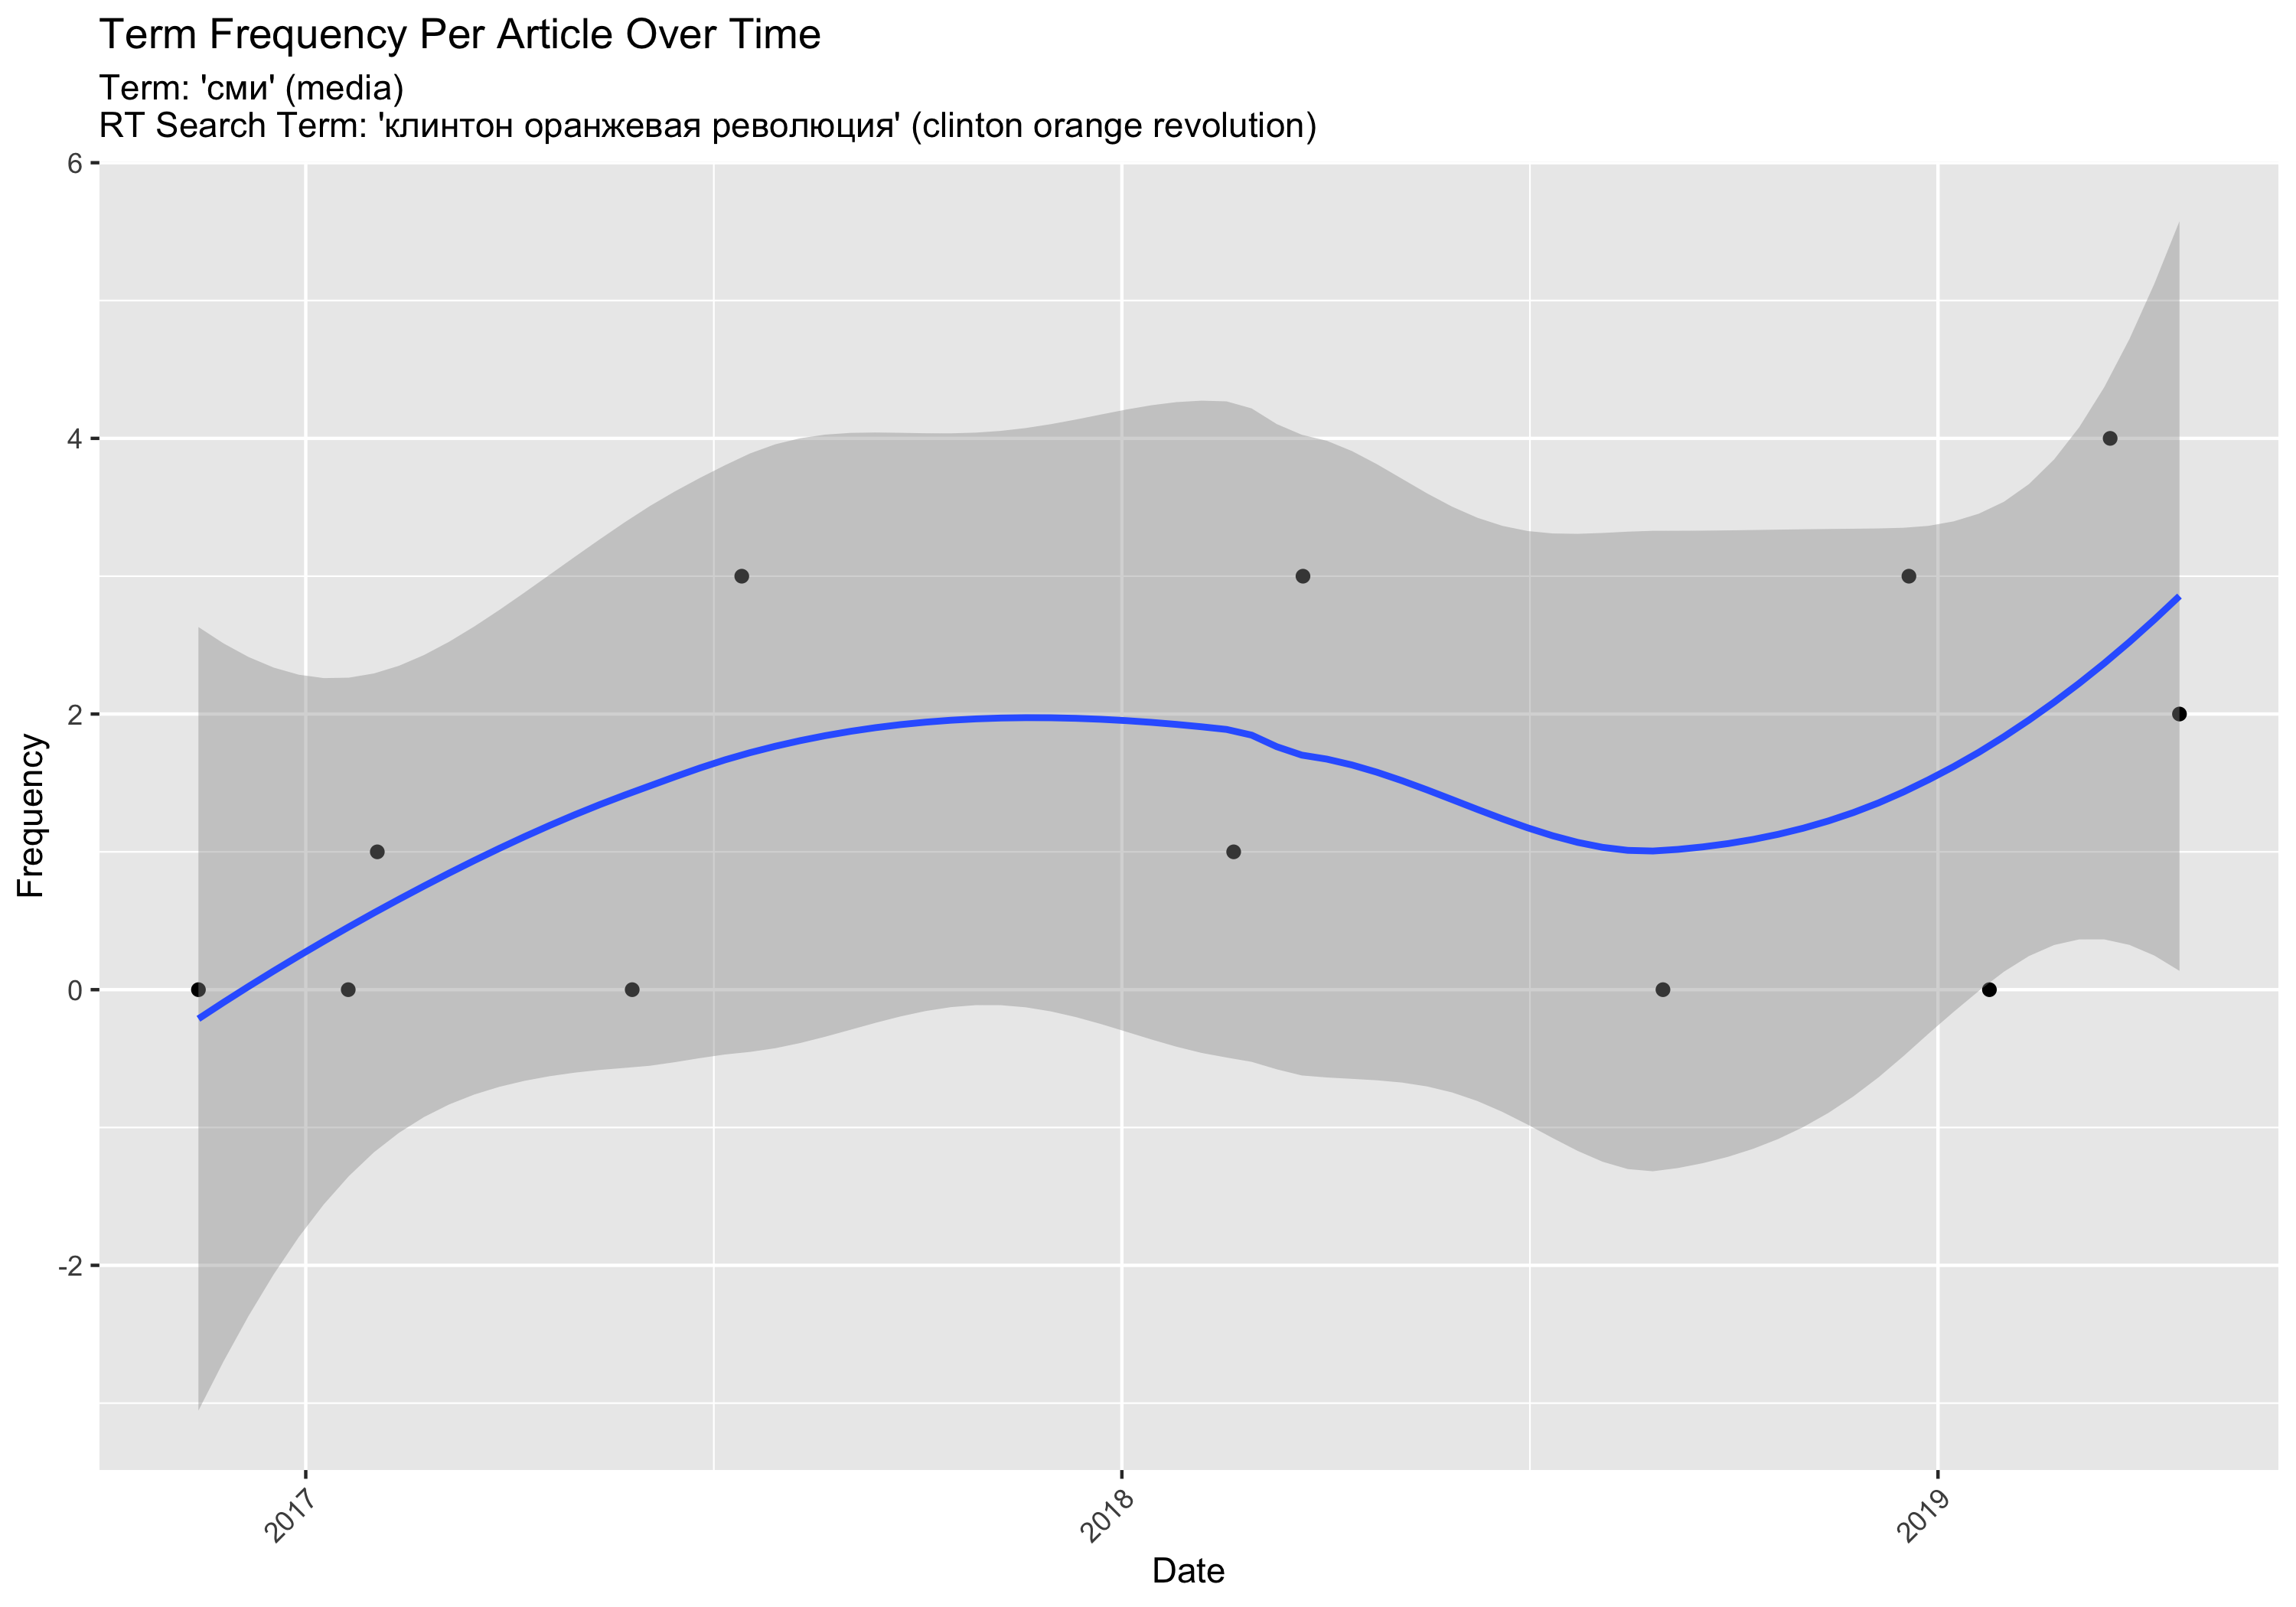 Term Frequency Per Article Over Time
Term: 'сми' (media)
RT Search Term: 'клинтон оранжевая революция' (clinton orange revolution)
6
4
2
0
-2
Frequency
2017
2018
2019
Date